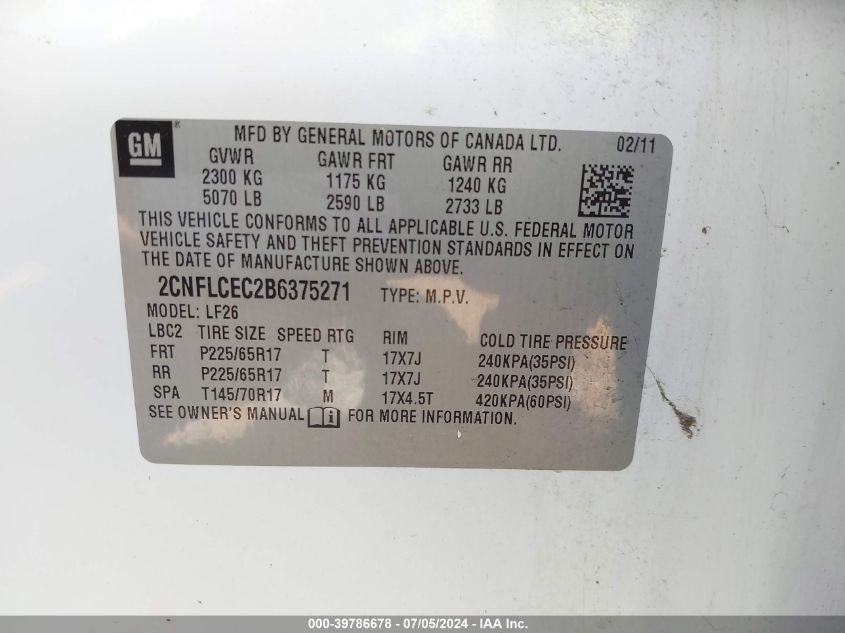 GM ®
MFD BY GENERAL MOTORS OF CANADA LTD. 02/11
GVWR GAWR FRT GAWR RR
2300 KG 1175 KG 1240 KG
5070 LB 2590 LB 2733 LB
THIS VEHICLE CONFORMS TO ALL APPLICABLE U.S. FEDERAL MOTOR
VEHICLE SAFETY AND THEFT PREVENTION STANDARDS IN EFFECT ON
THE DATE OF MANUFACTURE SHOWN ABOVE.
2CNFLCEC2B6375271 TYPE: M.P.V.
MODEL: LF26
LBC2 TIRE SIZE SPEED RTG RIM COLD TIRE PRESSURE
FRT P225/65R17 T 17X7J 240KPA(35PSI)
RR P225/65R17 T 17X7J 240KPA(35PSI)
SPA T145/70R17 M 17X4.5T 420KPA(60PSI)
SEE OWNER'S MANUAL i FOR MORE INFORMATION.
000-39786678 - 07/05/2024 - IAA Inc.